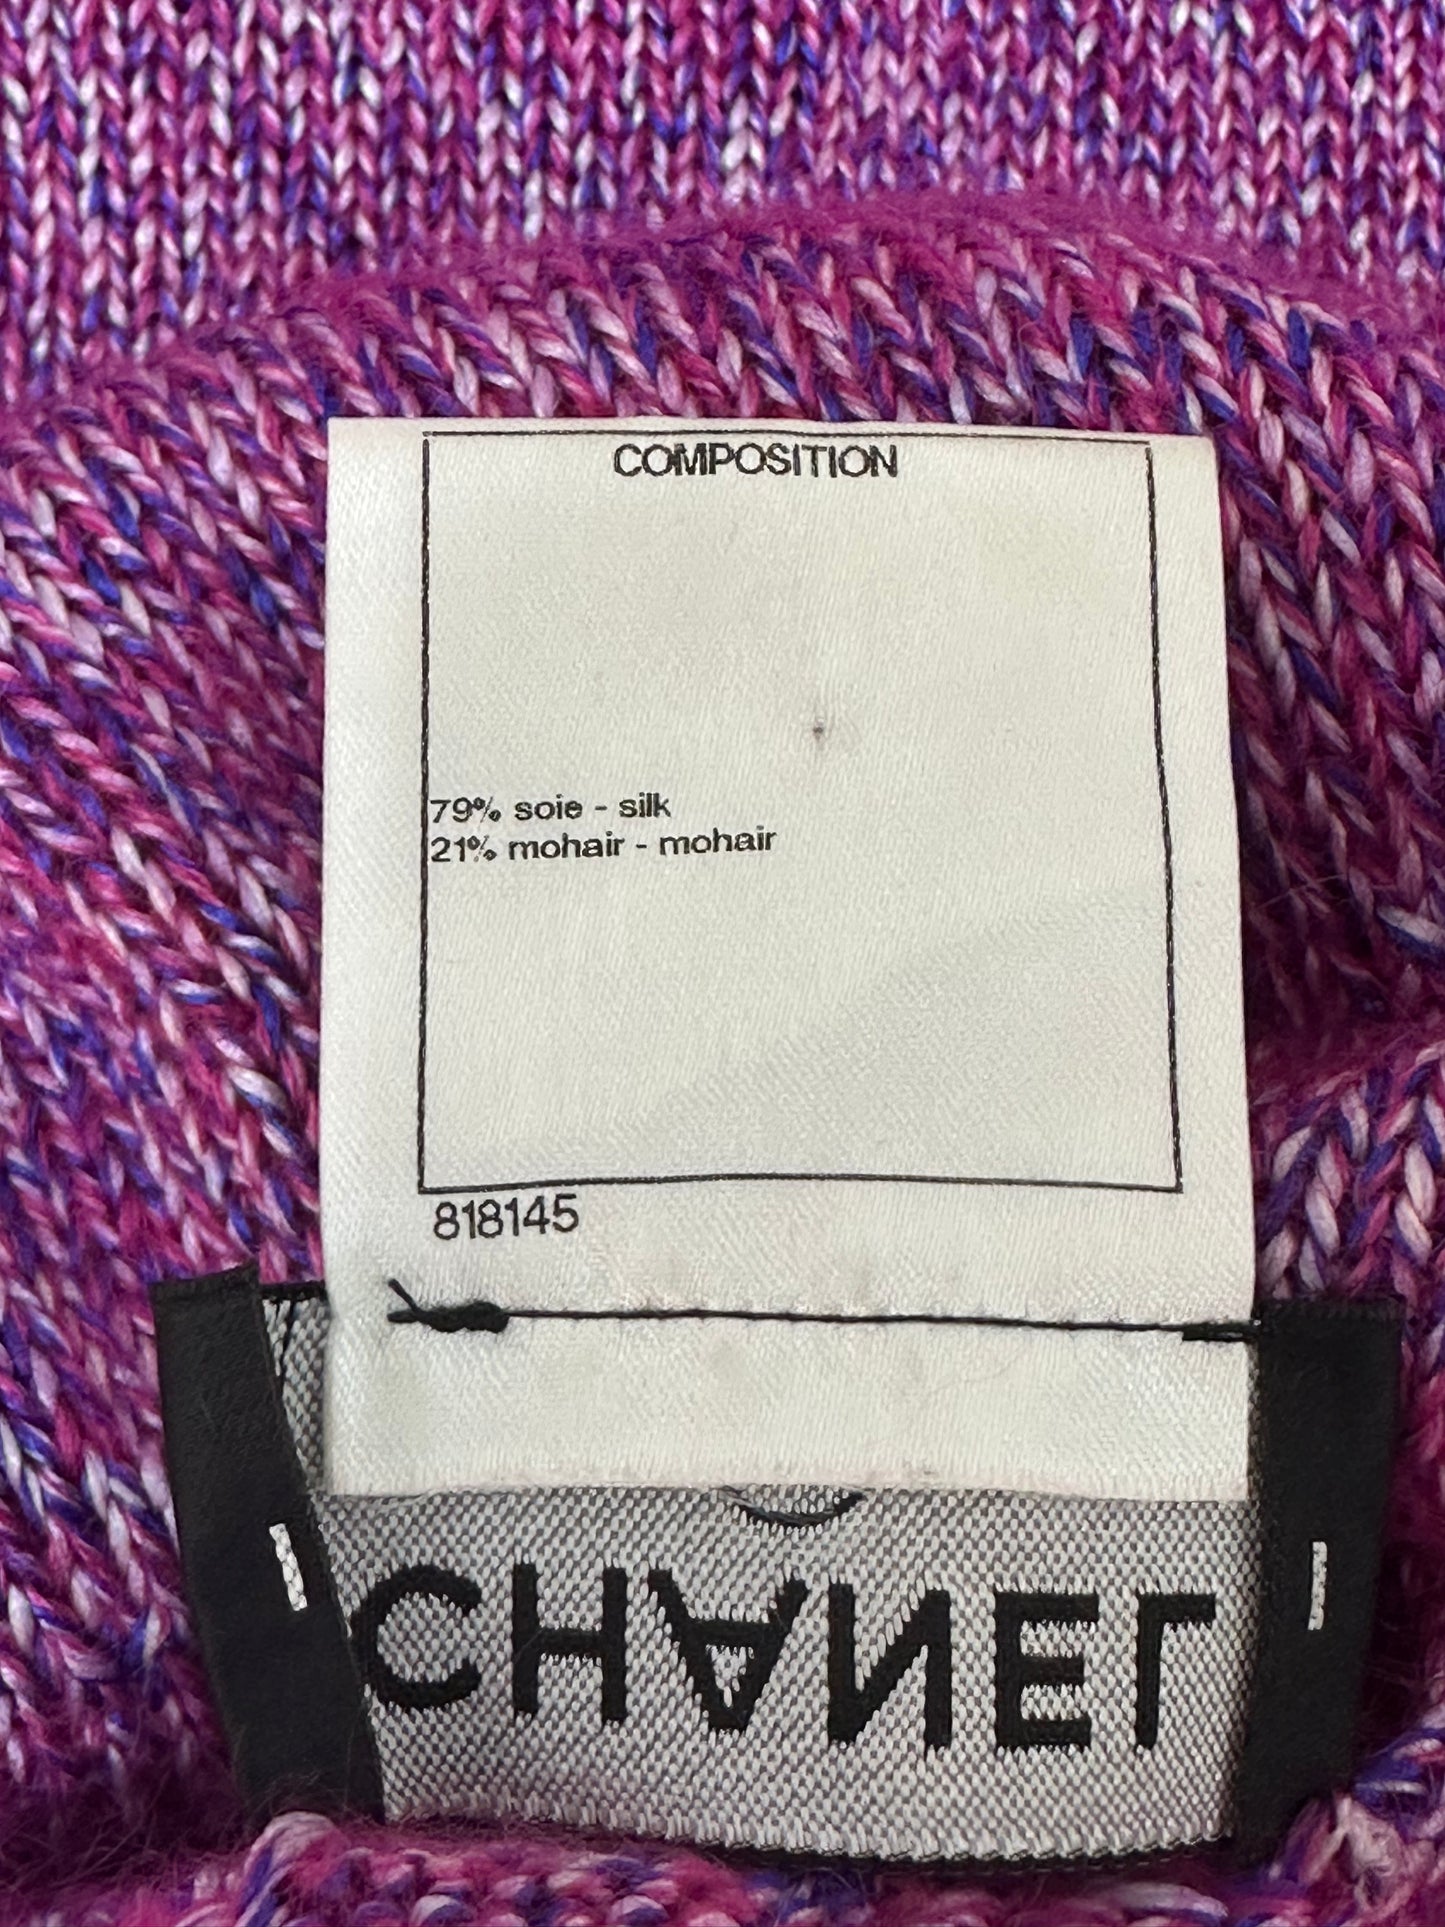 COMPOSITION
79% soie - silk
21% mohair - mohair
818145
CHANEL